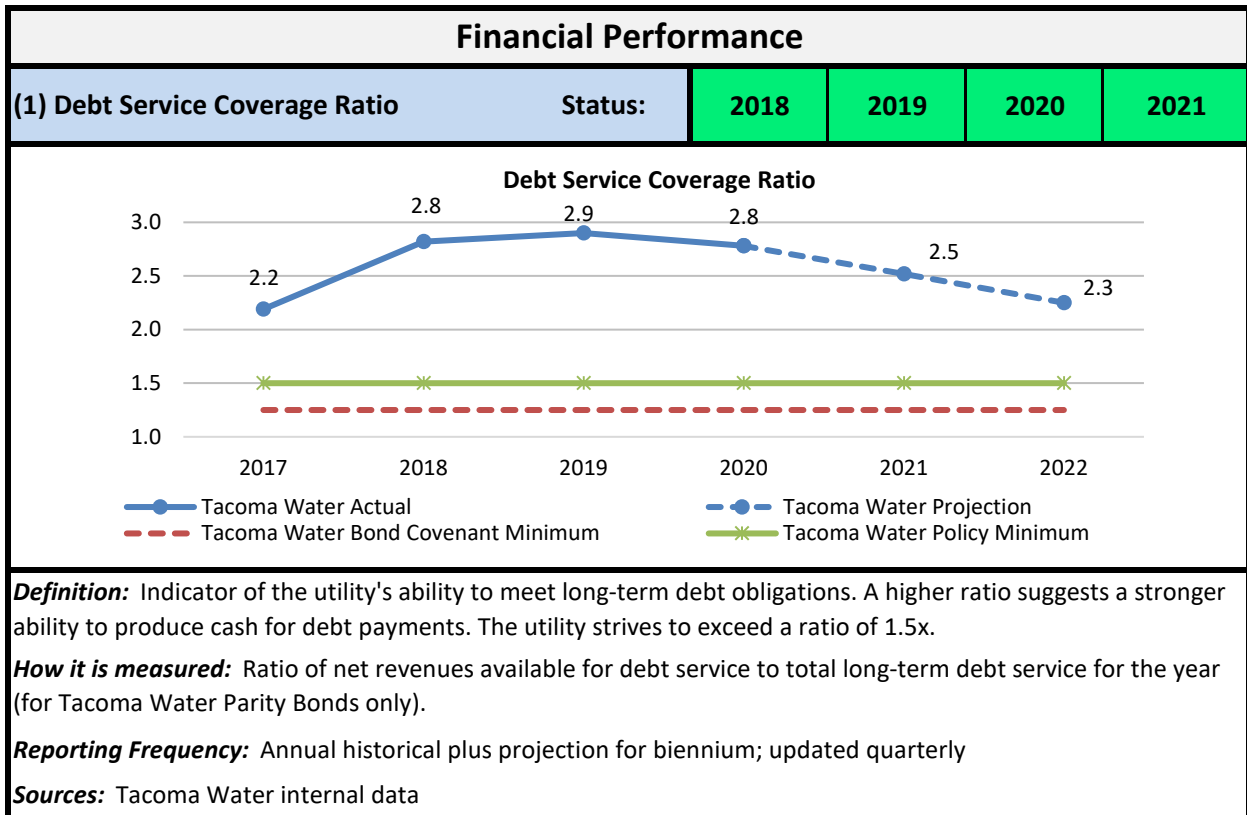 Financial Performance
(1) Debt Service Coverage Ratio Status: 2018 2019 2020 2021
Debt Service Coverage Ratio
3.0
2.5
2.0
1.5
1.0
2.2
2.8
2.9
2.8
2.5
2.3
2017 2018 2019 2020 2021 2022
Tacoma Water Actual Tacoma Water Projection
Tacoma Water Bond Covenant Minimum Tacoma Water Policy Minimum
Definition: Indicator of the utility's ability to meet long-term debt obligations. A higher ratio suggests a stronger
ability to produce cash for debt payments. The utility strives to exceed a ratio of 1.5x.
How it is measured: Ratio of net revenues available for debt service to total long-term debt service for the year
(for Tacoma Water Parity Bonds only).
Reporting Frequency: Annual historical plus projection for biennium; updated quarterly
Sources: Tacoma Water internal data